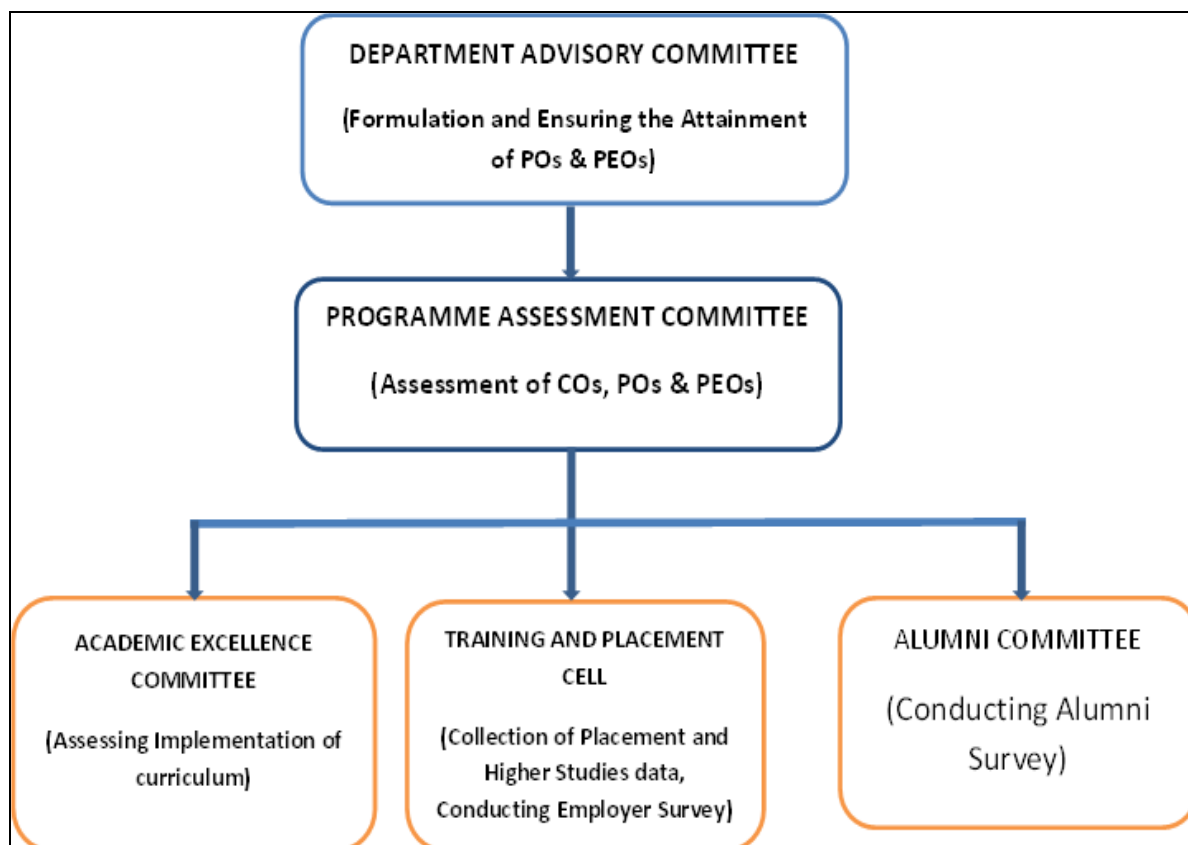 DEPARTMENT ADVISORY COMMITTEE
(Formulation and Ensuring the Attainment
of POs & PEOs)
PROGRAMME ASSESSMENT COMMITTEE
(Assessment of COs, POs & PEOs)
ACADEMIC EXCELLENCE
COMMITTEE
(Assessing Implementation of
curriculum)
TRAINING AND PLACEMENT
CELL
(Collection of Placement and
Higher Studies data,
Conducting Employer Survey)
ALUMNI COMMITTEE
(Conducting Alumni
Survey)